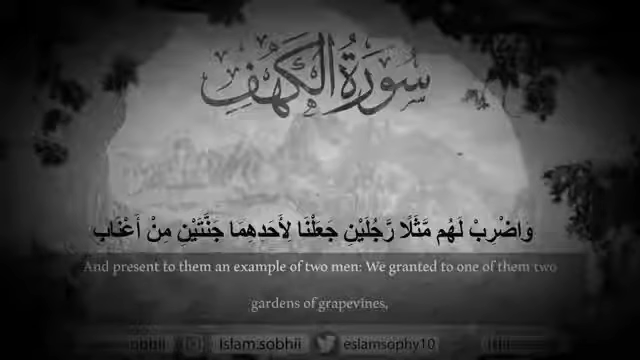 سُورَةُ الكَهْفِ
وَاضْرِبْ لَهُم مَّثَلًا رَّجُلَيْنِ جَعَلْنَا لِأَحَدِهِمَا جَنَّتَيْنِ مِنْ أَعْنَابٍ
And present to them an example of two men: We granted to one of them two
gardens of grapevines,
obhii Islam.sobhii eslamsophy10